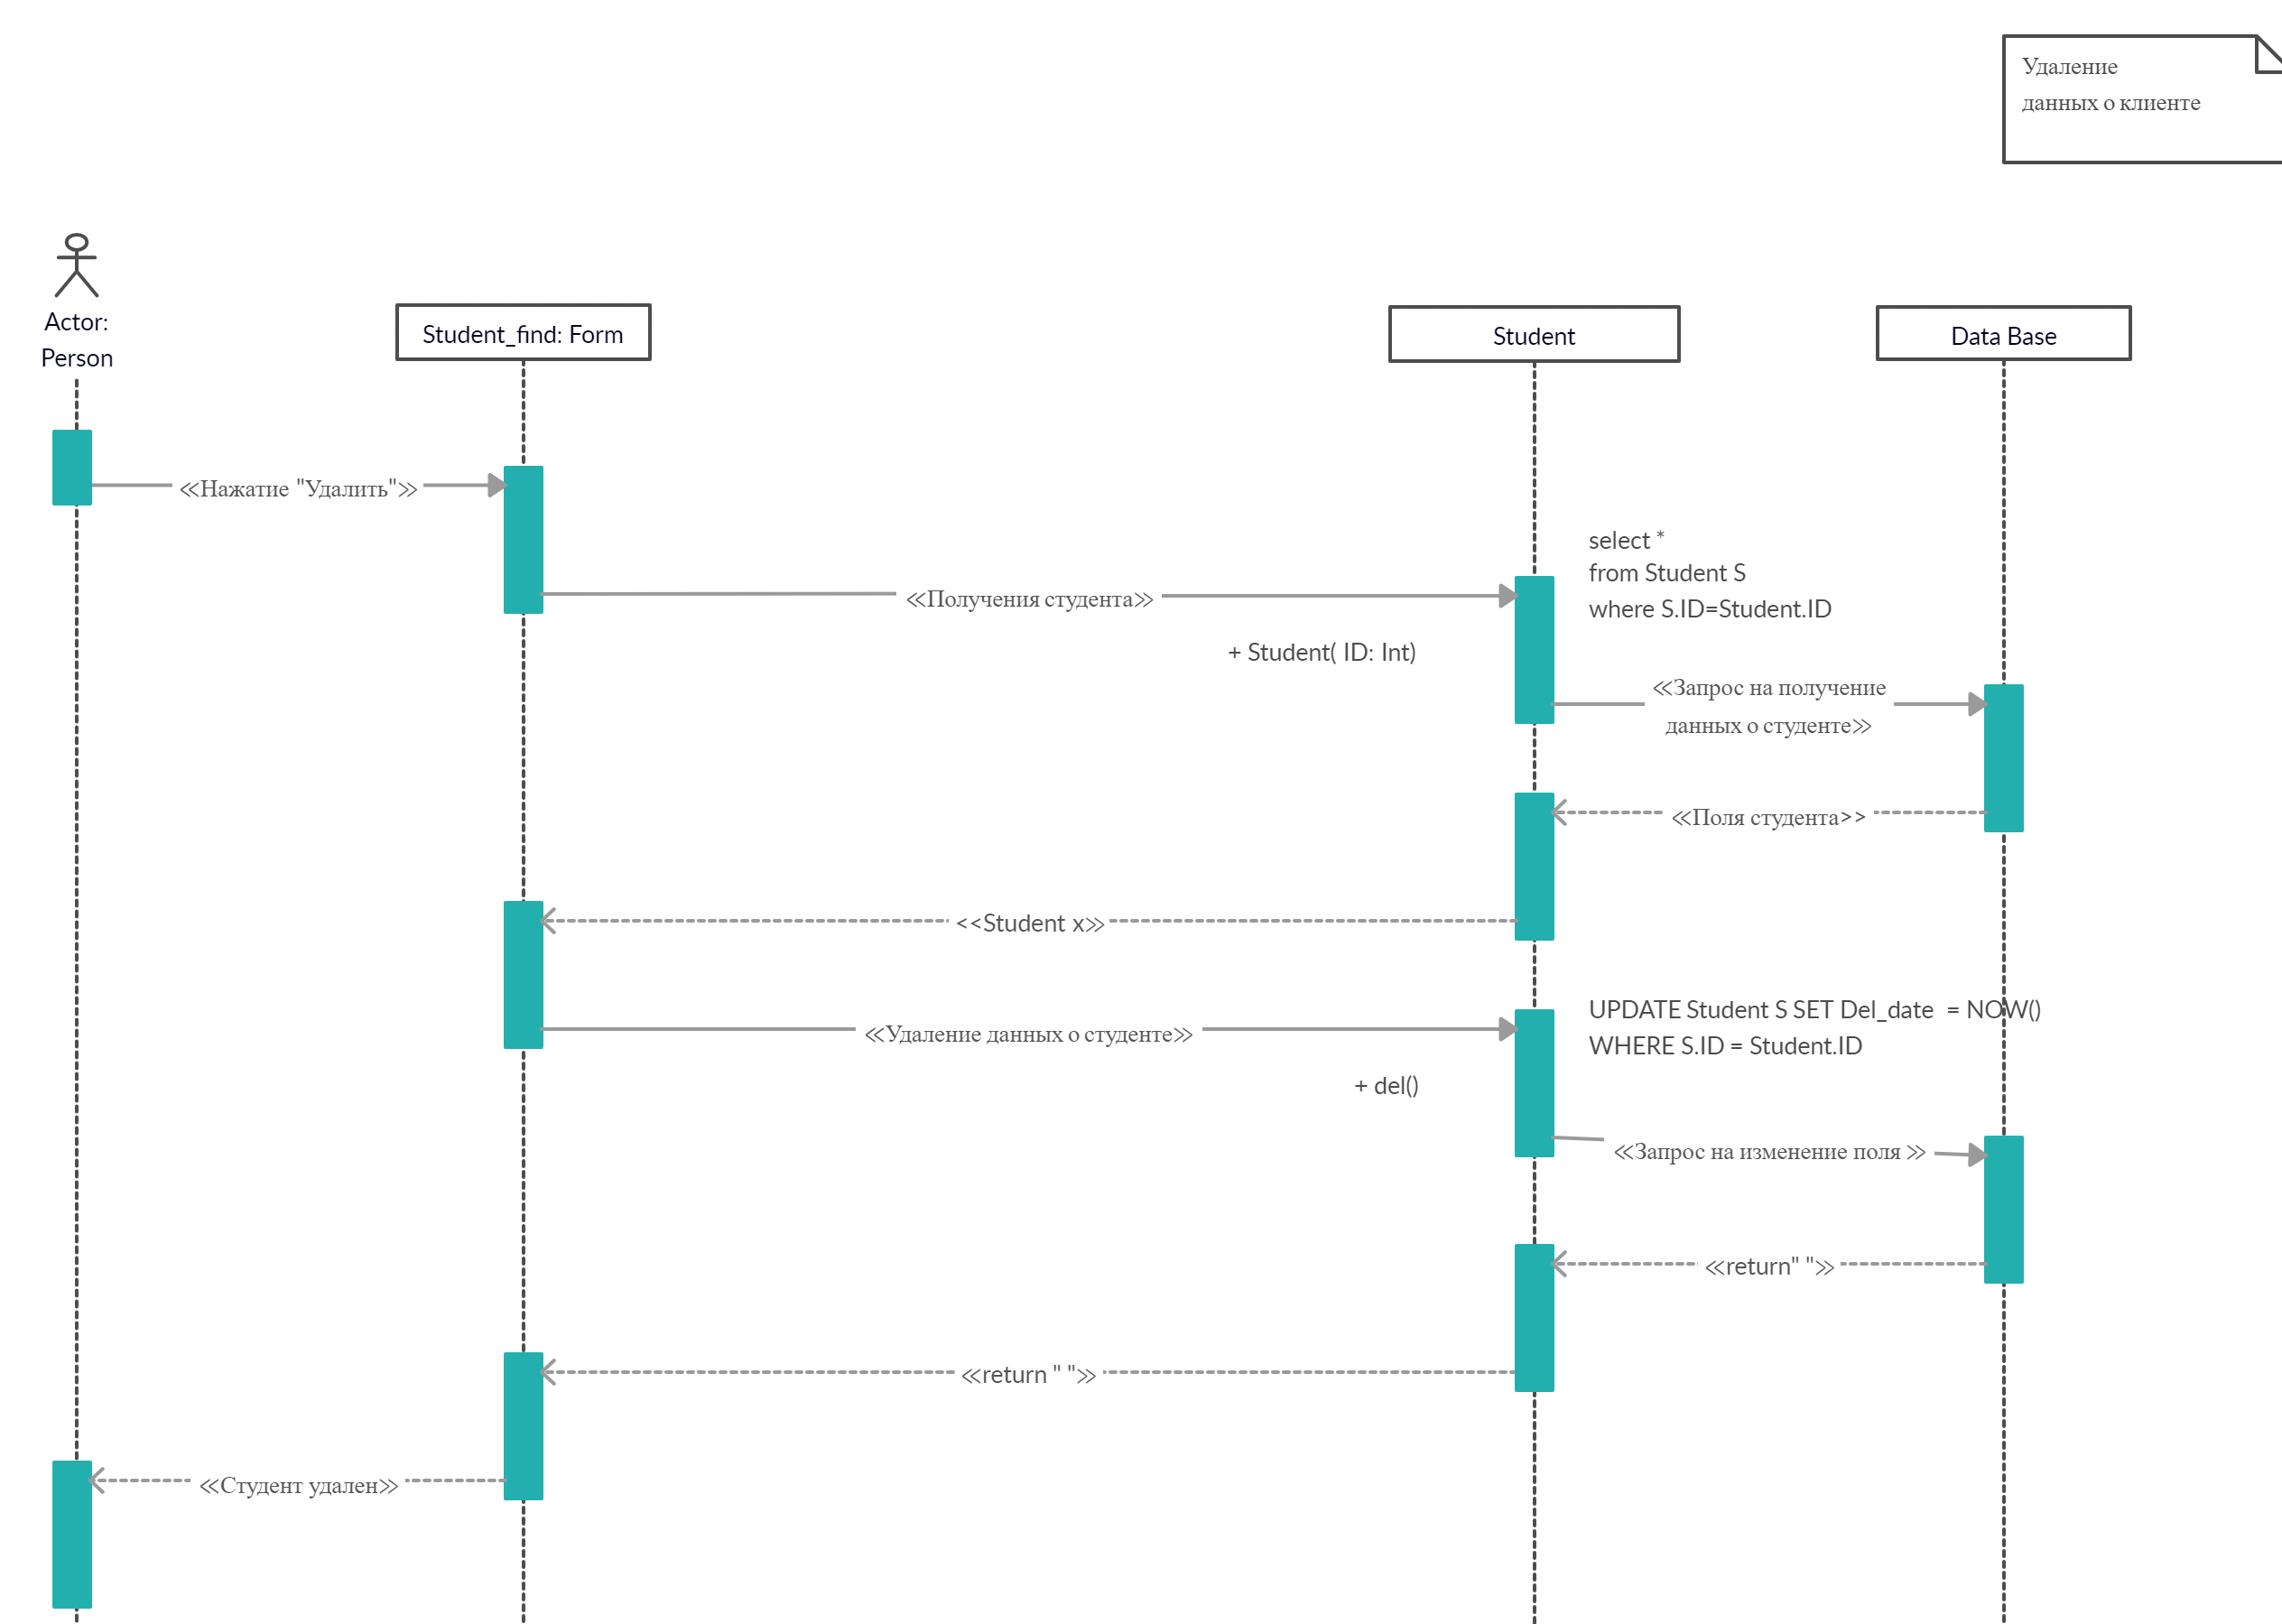 Удаление
данных о клиенте
Actor:
Person
Student_find: Form
Student
Data Base
≪Нажатие "Удалить"≫
select *
from Student S
where S.ID=Student.ID
≪Получения студента≫
+ Student( ID: Int)
≪Запрос на получение
данных о студенте≫
≪Поля студента>>
<<Student x≫
UPDATE Student S SET Del_date  = NOW()
WHERE S.ID = Student.ID
≪Удаление данных о студенте≫
+ del()
≪Запрос на изменение поля ≫
≪return" "≫
≪return " "≫
≪Студент удален≫